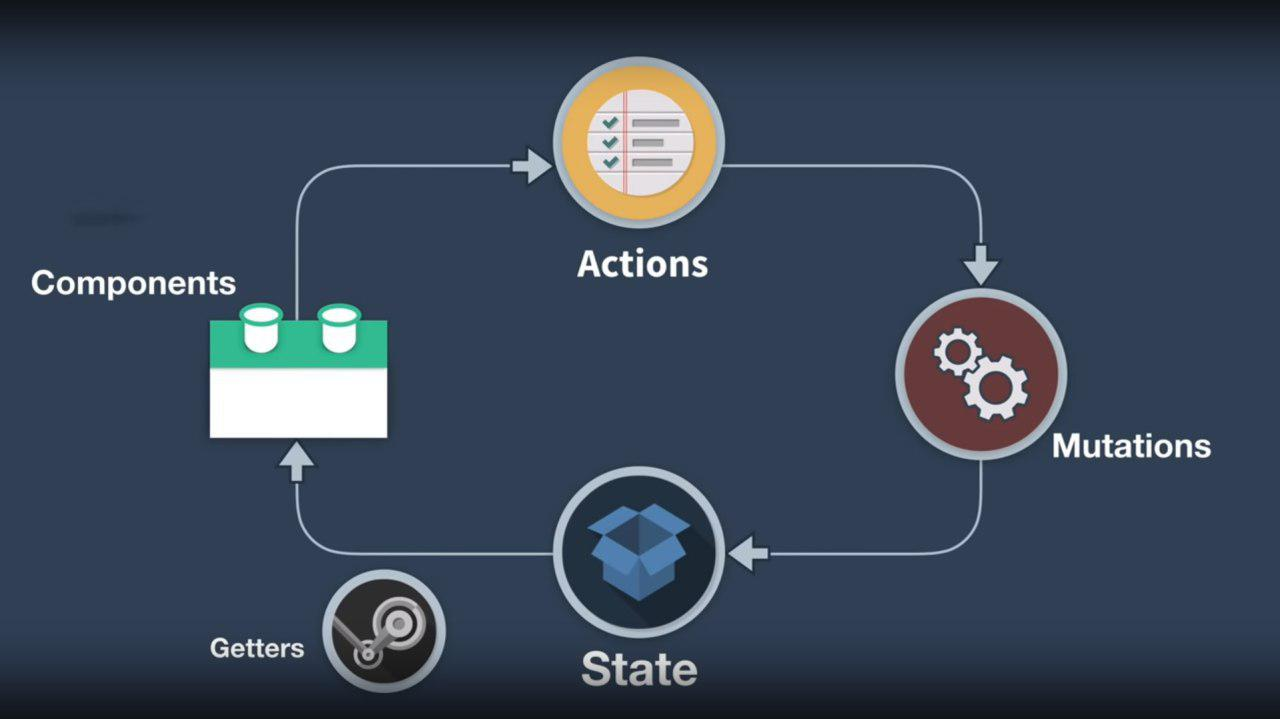 Actions
Components
Mutations
Getters
State